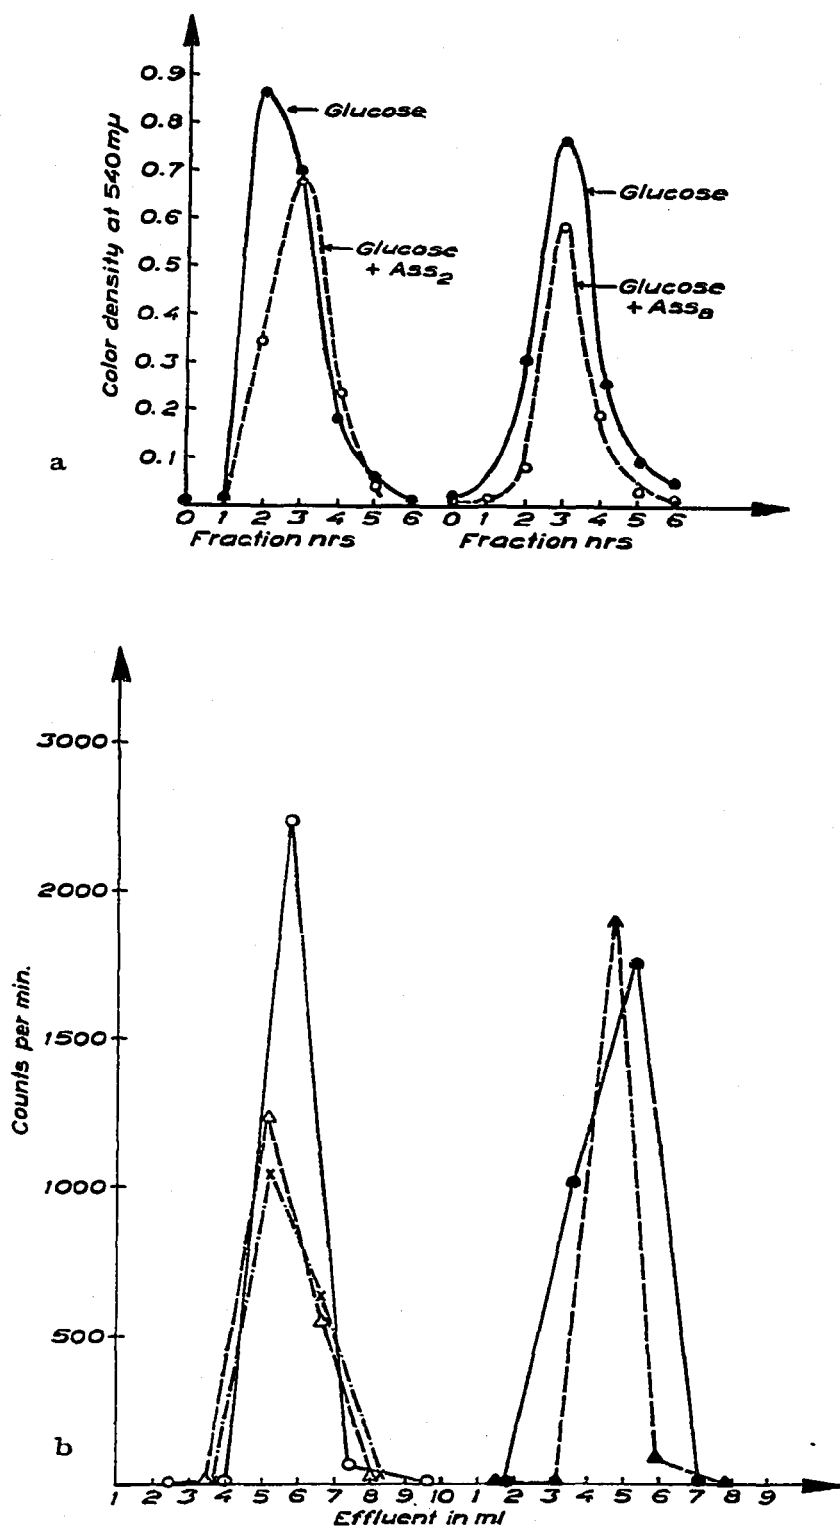 0.9
0.8
0.7
0.6
0.5
0.4
0.3
0.2
0.1
Color density at 540mμ
Glucose
Glucose
+ Ass2
Glucose
Glucose
+ Ass8
a
0 1 2 3 4 5 6 0 1 2 3 4 5 6
Fraction nrs Fraction nrs
3000
2000
1500
1000
500
Counts per min.
b
1 2 3 4 5 6 7 8 9 10 1 2 3 4 5 6 7 8 9
Effluent in ml